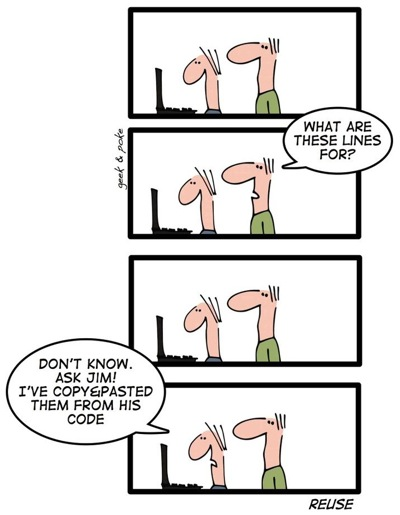 geek & poke
WHAT ARE
THESE LINES
FOR?
DON'T KNOW.
ASK JIM!
I'VE COPY&PASTED
THEM FROM HIS
CODE
REUSE